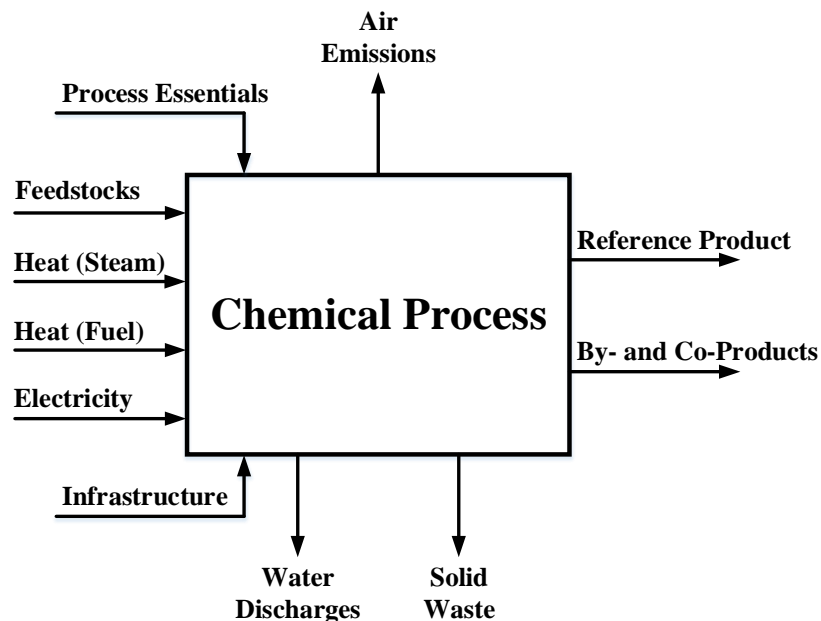 Air
Emissions
Process Essentials
Feedstocks
Heat (Steam)
Heat (Fuel)
Electricity
Infrastructure
Chemical Process
Reference Product
By- and Co-Products
Water
Discharges
Solid
Waste